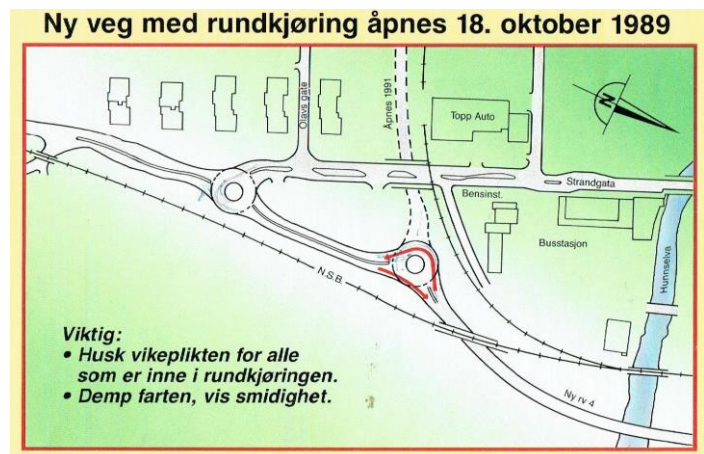 Ny veg med rundkjøring åpnes 18. oktober 1989
Olavs gate
Åpnes 1991
Topp Auto
N
Strandgata
Bensinst.
Busstasjon
Hunnselva
N.S.B.
Viktig:
• Husk vikeplikten for alle
som er inne i rundkjøringen.
• Demp farten, vis smidighet.
Ny rv 4